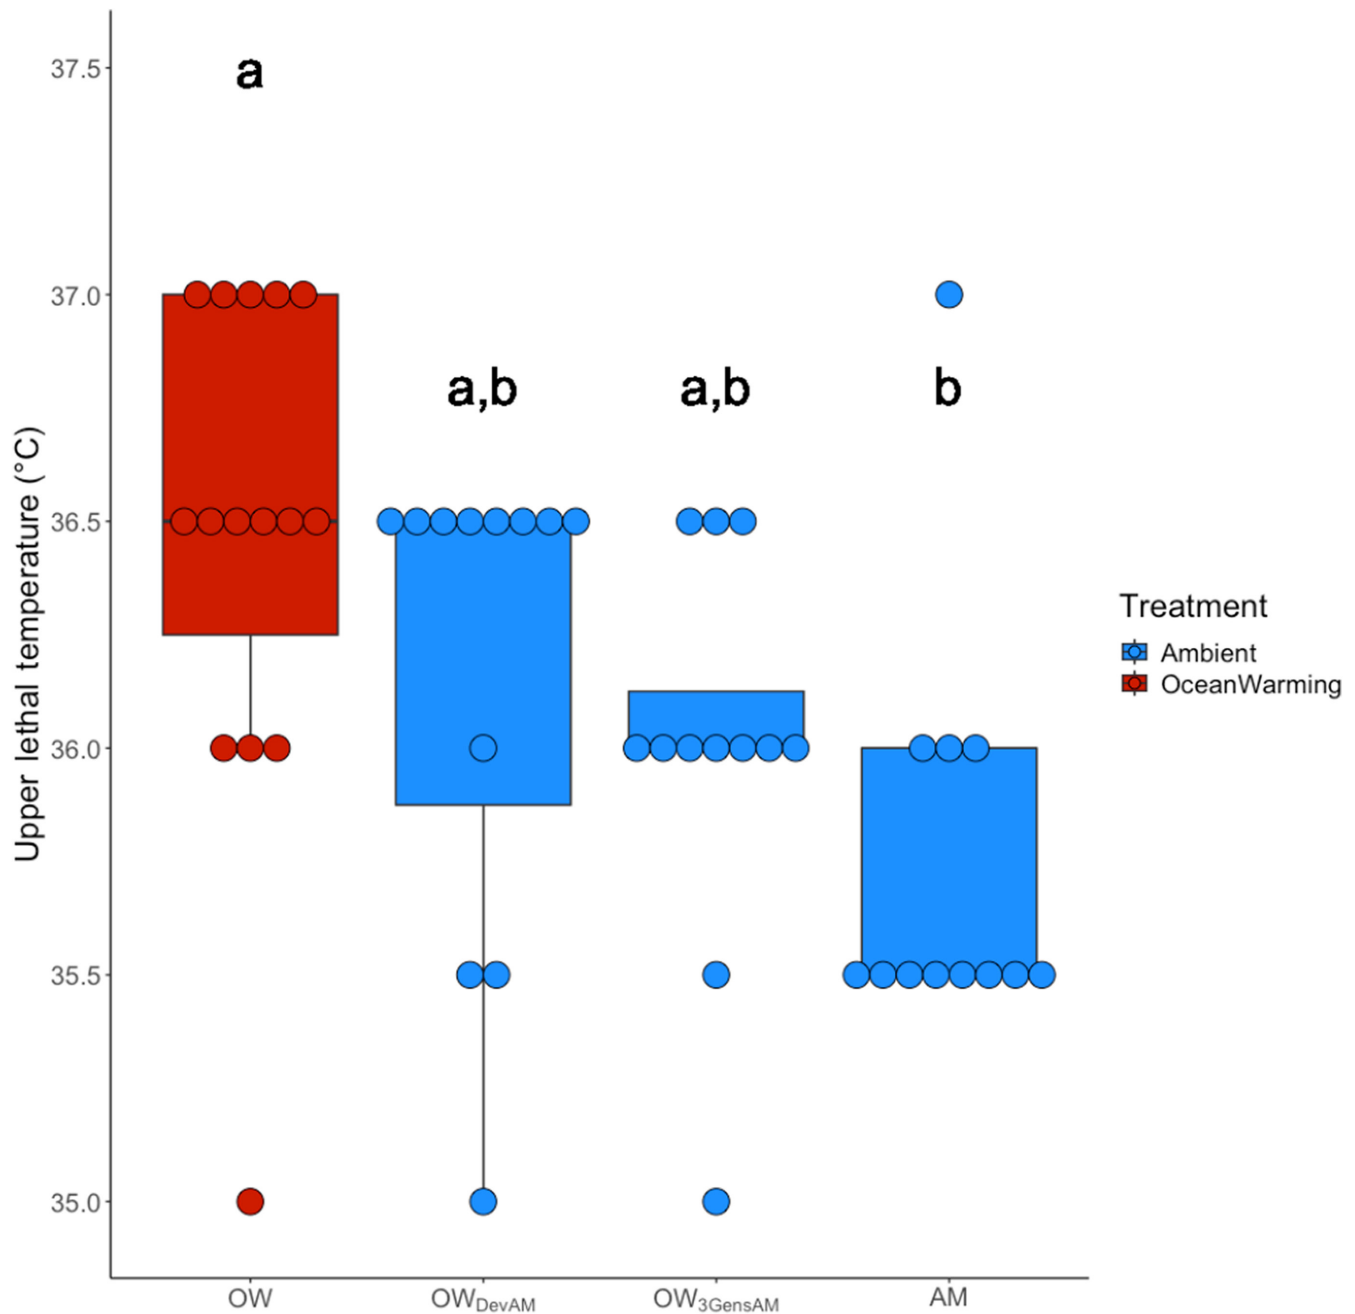 a
a,b
a,b
b
Upper lethal temperature (°C)
37.5
37.0
36.5
36.0
35.5
35.0
OW
OWDevAM
OW3GensAM
AM
Treatment
Ambient
OceanWarming